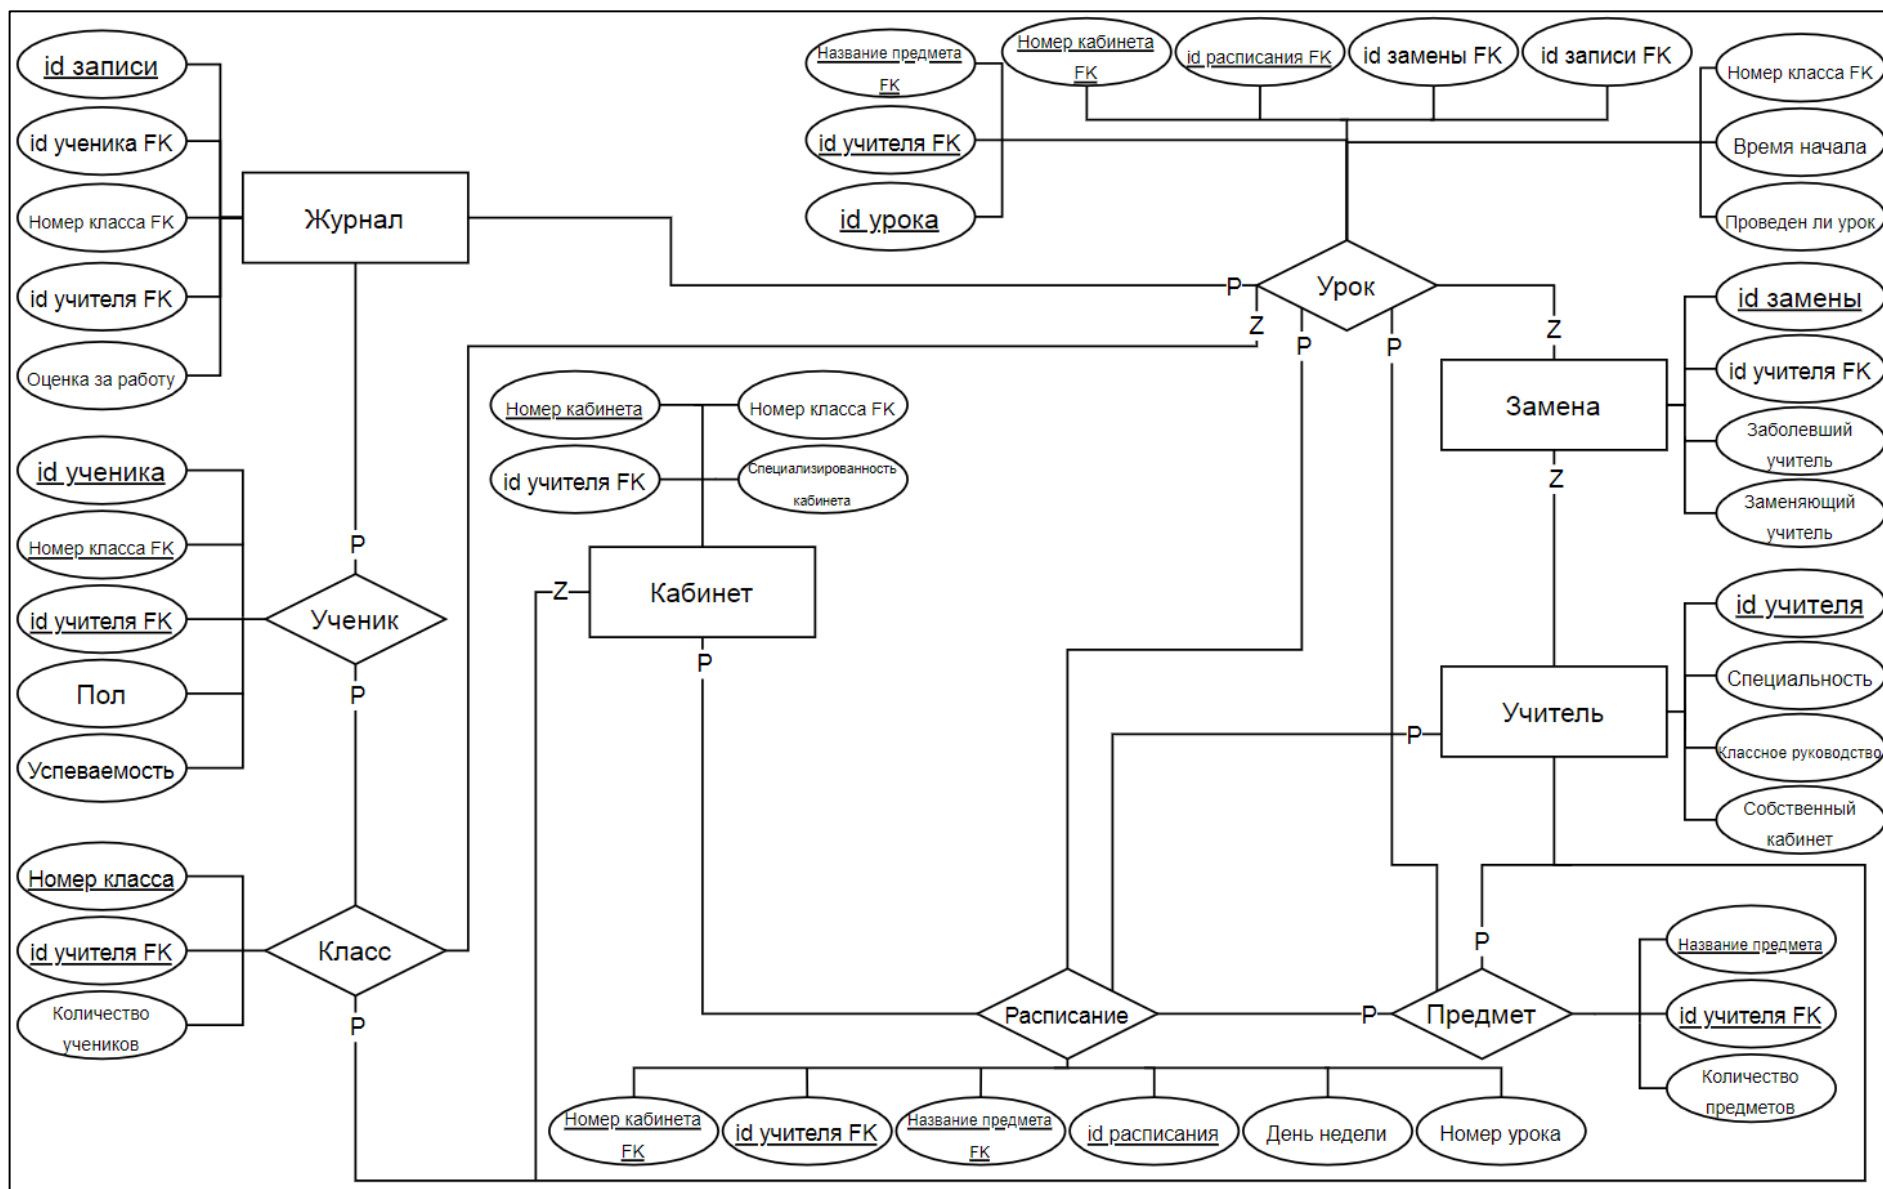 id записи
id ученика FK
Номер класса FK
id учителя FK
Оценка за работу
Журнал
Название предмета
FK
id учителя FK
id урока
Номер кабинета
FK
id расписания FK
id замены FK
id записи FK
Номер класса FK
Время начала
Проведен ли урок
P
Урок
Z
P
P
Z
id замены
id учителя FK
Заболевший
учитель
Заменяющий
учитель
Замена
Z
Номер кабинета
Номер класса FK
id учителя FK
Специализированность
кабинета
id ученика
Номер класса FK
id учителя FK
Пол
Успеваемость
P
Ученик
P
Z
Кабинет
P
id учителя
Специальность
Классное руководство
Собственный
кабинет
Учитель
P
Номер класса
id учителя FK
Количество
учеников
Класс
P
Расписание
P
P
Предмет
Название предмета
id учителя FK
Количество
предметов
Номер кабинета
FK
id учителя FK
Название предмета
FK
id расписания
День недели
Номер урока